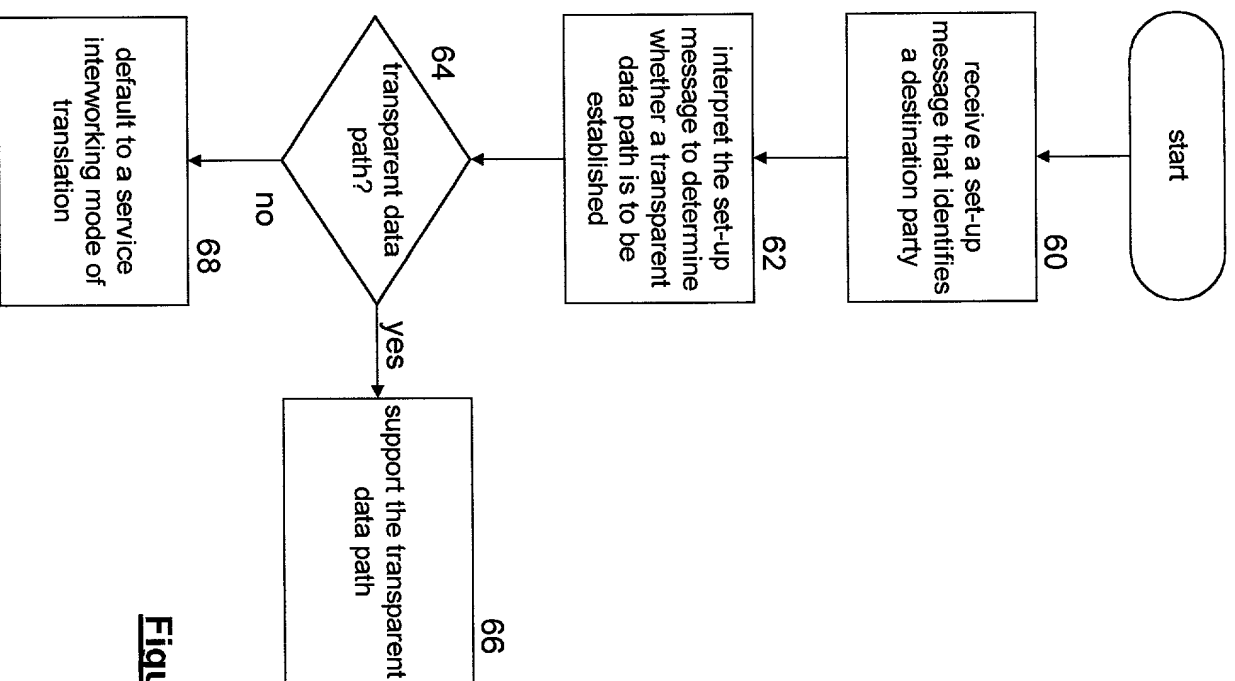 start
60
receive a set-up
message that identifies
a destination party
62
interpret the set-up
message to determine
whether a transparent
data path is to be
established
64
transparent data
path?
yes
66
support the transparent
data path
no
68
default to a service
interworking mode of
translation